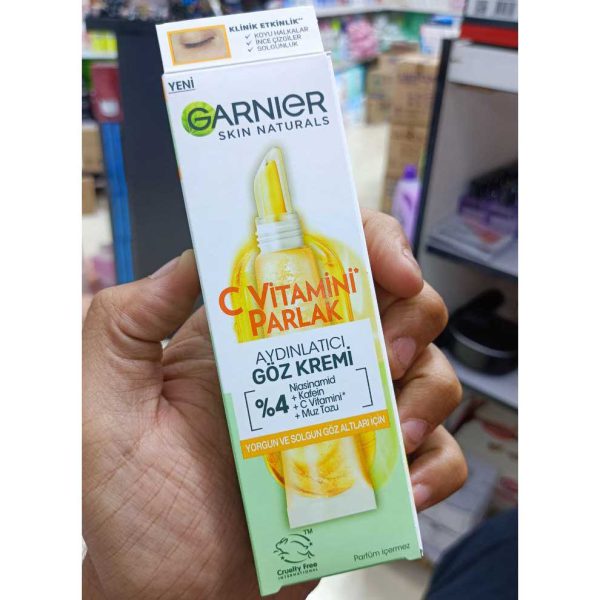 KLİNİK ETKİNLİK**
✓ KOYU HALKALAR
✓ İNCE ÇİZGİLER
✓ SOLGUNLUK
YENİ
GARNIER
SKIN NATURALS
C VİTAMİNİ*
PARLAK
AYDINLATICI
GÖZ KREMİ
%4
Niasinamid
+ Kafein
+ C Vitamini*
+ Muz Tozu
YORGUN VE SOLGUN GÖZ ALTLARI İÇİN
TM
Cruelty Free
INTERNATIONAL
Parfüm içermez